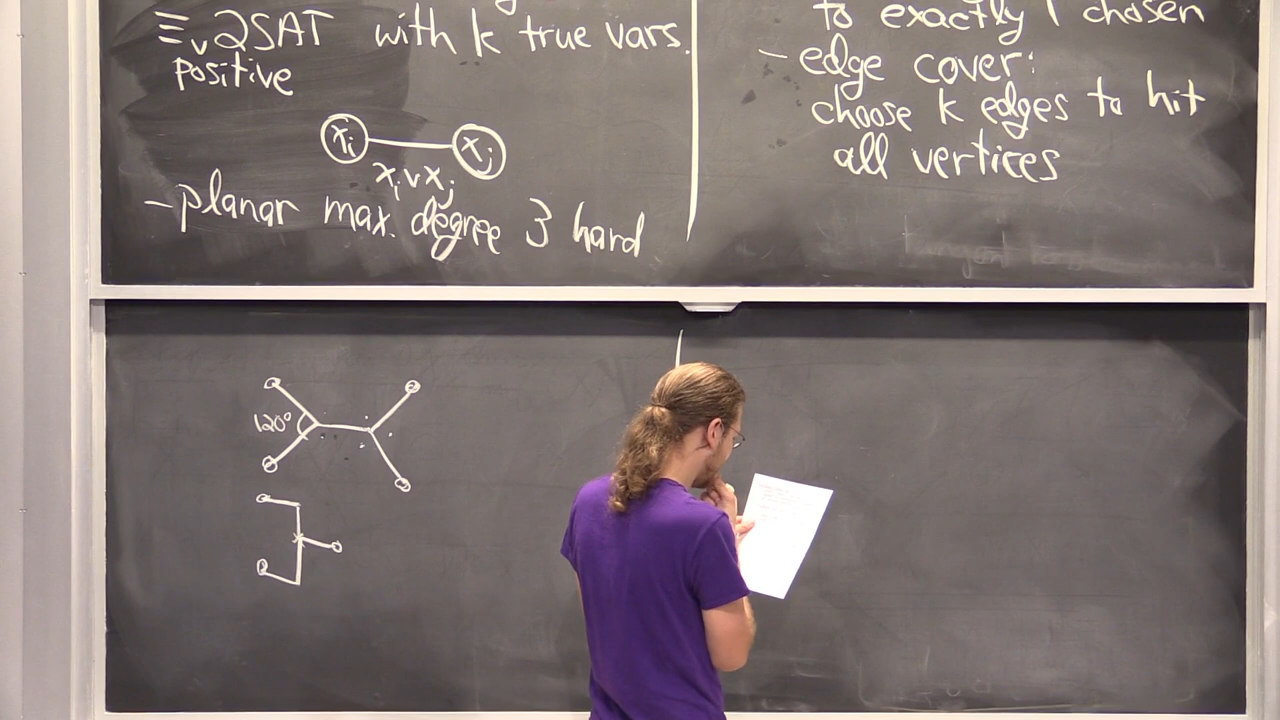 ≡ᵥ 2SAT with k true vars.
positive
xᵢ xⱼ
xᵢ v xⱼ
- planar max. degree 3 hard
to exactly 1 chosen
- edge cover:
choose k edges to hit
all vertices
120°